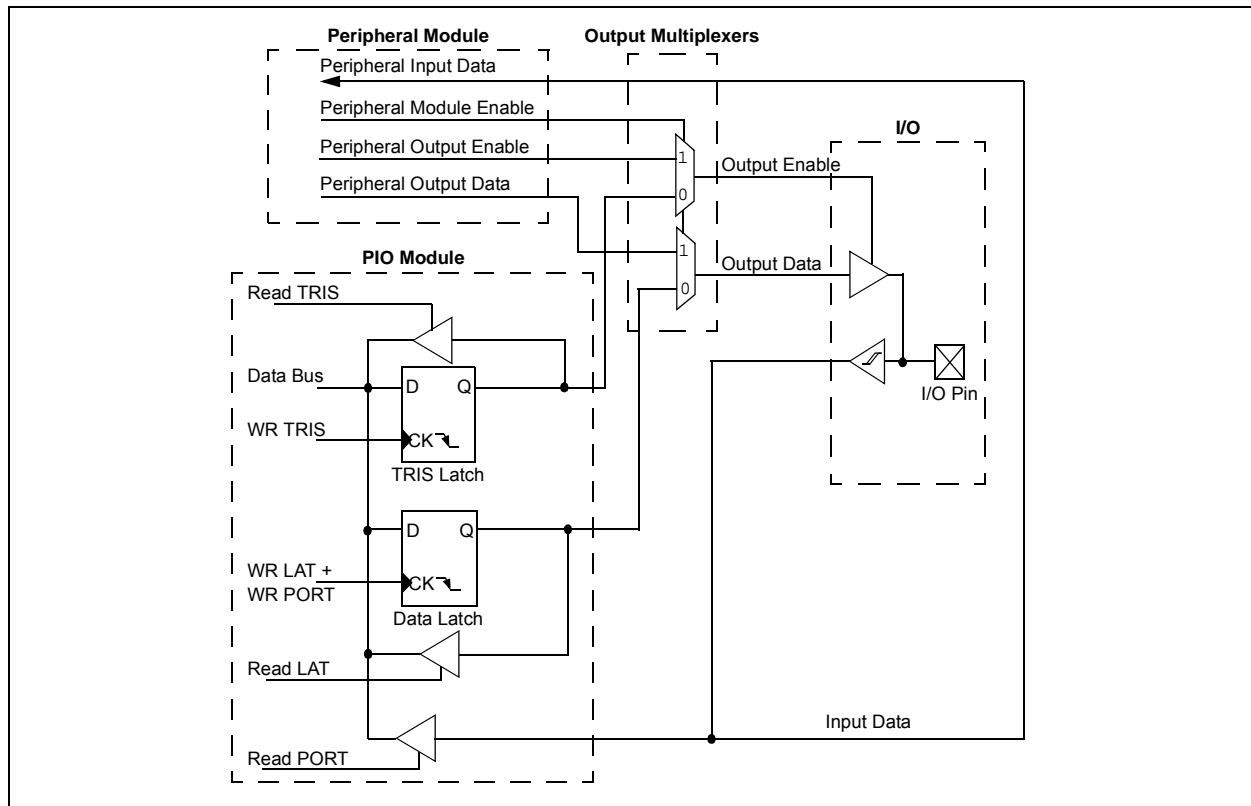 Peripheral Module
Output Multiplexers
Peripheral Input Data
Peripheral Module Enable
Peripheral Output Enable
Peripheral Output Data
1
0
Output Enable
I/O
1
0
Output Data
PIO Module
Read TRIS
Data Bus
D Q
WR TRIS
CK
TRIS Latch
I/O Pin
D Q
WR LAT +
WR PORT
CK
Data Latch
Read LAT
Input Data
Read PORT